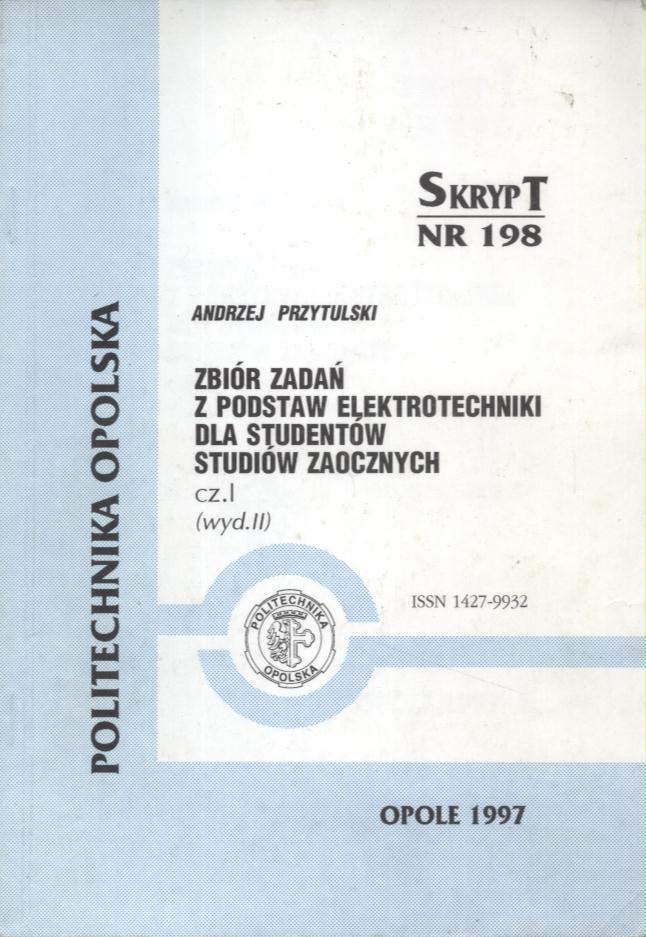 SKRYPT
NR 198
ANDRZEJ PRZYTULSKI
ZBIÓR ZADAŃ
Z PODSTAW ELEKTROTECHNIKI
DLA STUDENTÓW
STUDIÓW ZAOCZNYCH
cz.I
(wyd.II)
POLITECHNIKA OPOLSKA
ISSN 1427-9932
POLITECHNIKA
OPOLSKA
OPOLE 1997